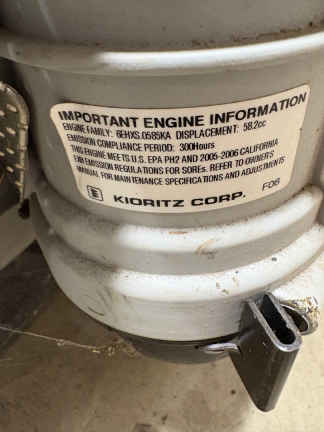 IMPORTANT ENGINE INFORMATION
ENGINE FAMILY: 6EHXS.0585KA DISPLACEMENT: 58.2cc
EMISSION COMPLIANCE PERIOD: 300Hours
THIS ENGINE MEETS U.S. EPA PH2 AND 2005-2006 CALIFORNIA
EXH EMISSION REGULATIONS FOR SOREs. REFER TO OWNERS
MANUAL FOR MAINTENANCE SPECIFICATIONS AND ADJUSTMENTS
E KIORITZ CORP. F06